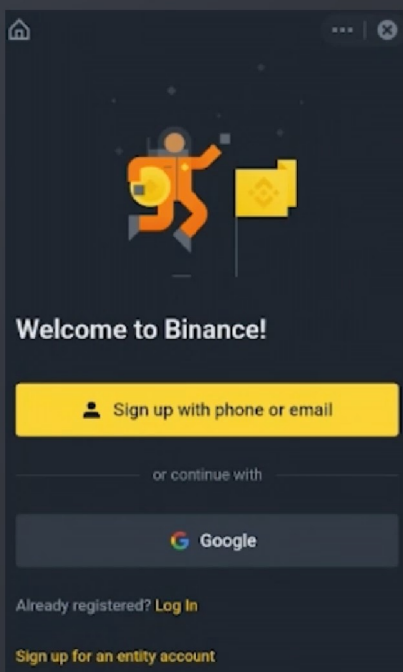 Welcome to Binance!
Sign up with phone or email
or continue with
Google
Already registered? Log In
Sign up for an entity account